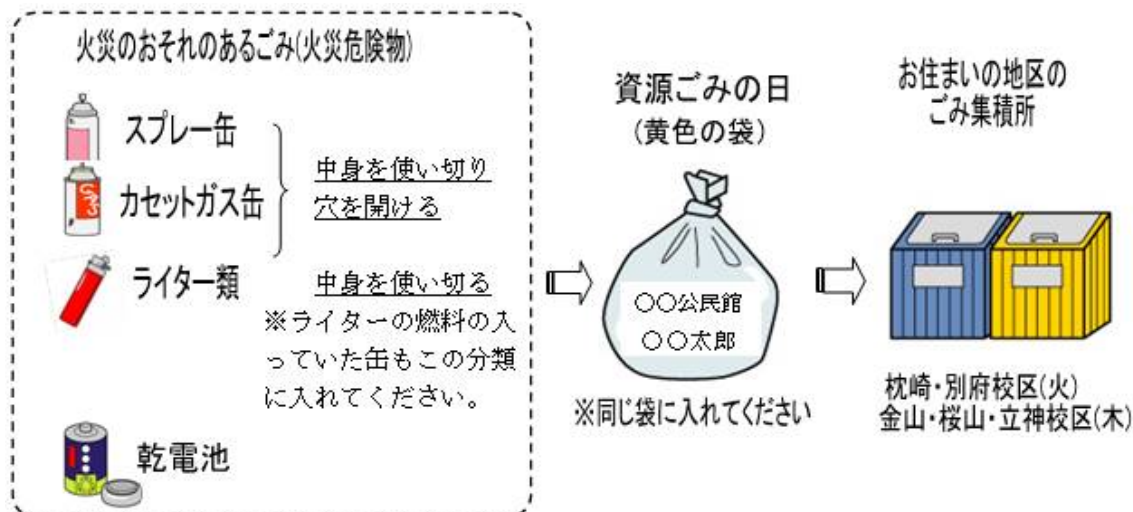 火災のおそれのあるごみ(火災危険物)
スプレー缶
カセットガス缶
中身を使い切り
穴を開ける
ライター類
中身を使い切る
※ライターの燃料の入
っていた缶もこの分類
に入れてください。
乾電池
資源ごみの日
(黄色の袋)
〇〇公民館
〇〇太郎
※同じ袋に入れてください
お住まいの地区の
ごみ集積所
枕崎・別府校区(火)
金山・桜山・立神校区(木)